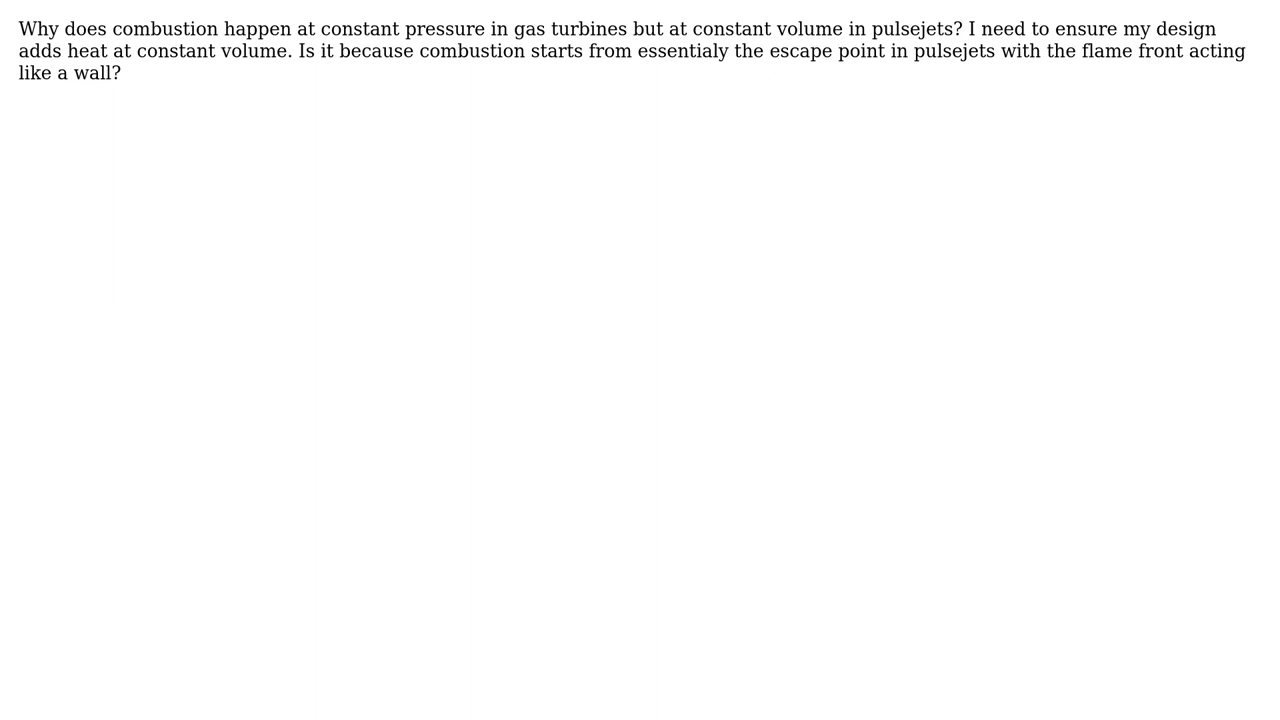 Why does combustion happen at constant pressure in gas turbines but at constant volume in pulsejets? I need to ensure my design
adds heat at constant volume. Is it because combustion starts from essentialy the escape point in pulsejets with the flame front acting
like a wall?